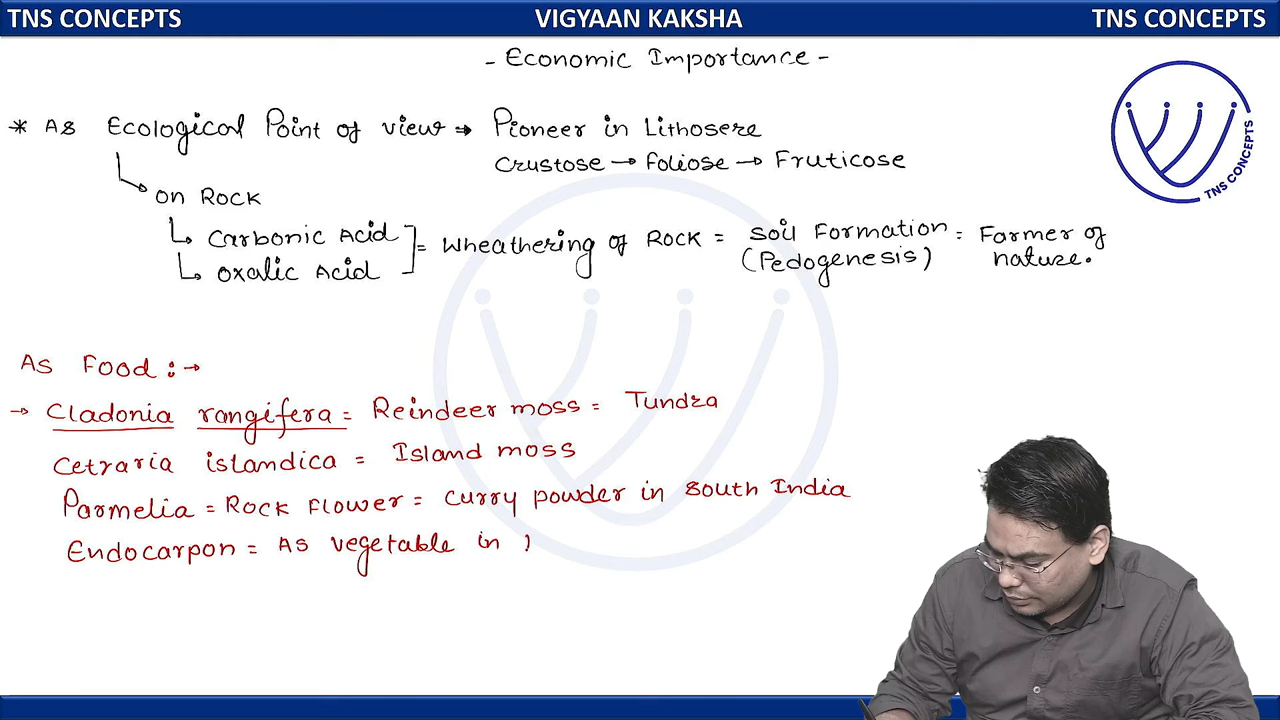 TNS CONCEPTS VIGYAAN KAKSHA TNS CONCEPTS
- Economic Importance -
* As Ecological Point of view → Pioneer in Lithosere
Crustose → foliose → Fruticose
on Rock
Carbonic Acid
Oxalic Acid
= Wheathering of Rock = Soil Formation = Farmer of
(Pedogenesis) nature.
TNS CONCEPTS
As Food :→
→ Cladonia rangifera = Reindeer moss = Tundra
Cetraria islandica = Island moss
Parmelia = Rock Flower = Curry powder in South India
Endocarpon = As vegetable in